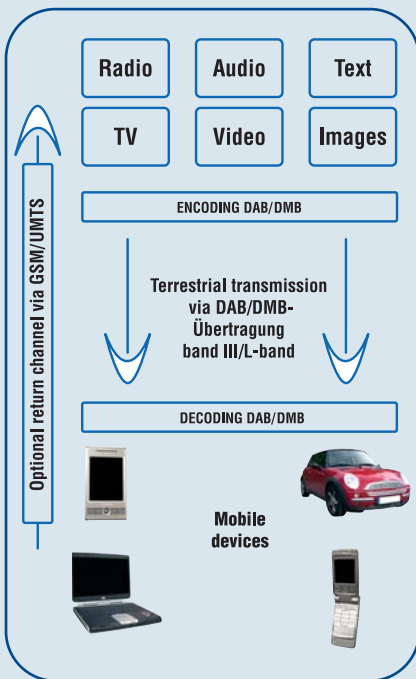 Radio
Audio
Text
TV
Video
Images
ENCODING DAB/DMB
Optional return channel via GSM/UMTS
Terrestrial transmission
via DAB/DMB-
Übertragung
band III/L-band
DECODING DAB/DMB
Mobile
devices